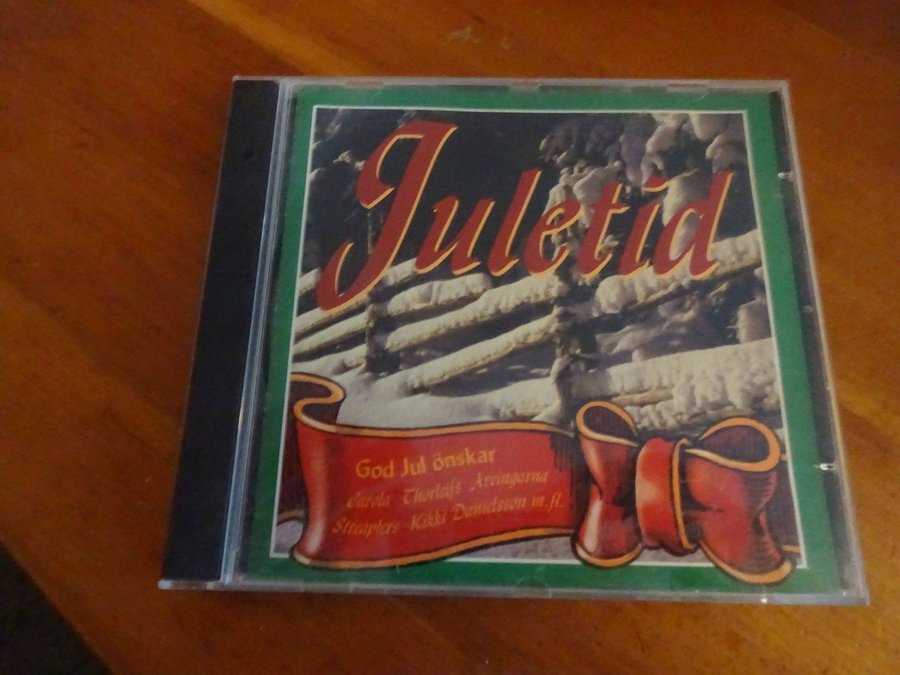 Juletid
God Jul önskar
Carola Thorleifs Arvingarna
Streaplers Kikki Danielsson m.fl.